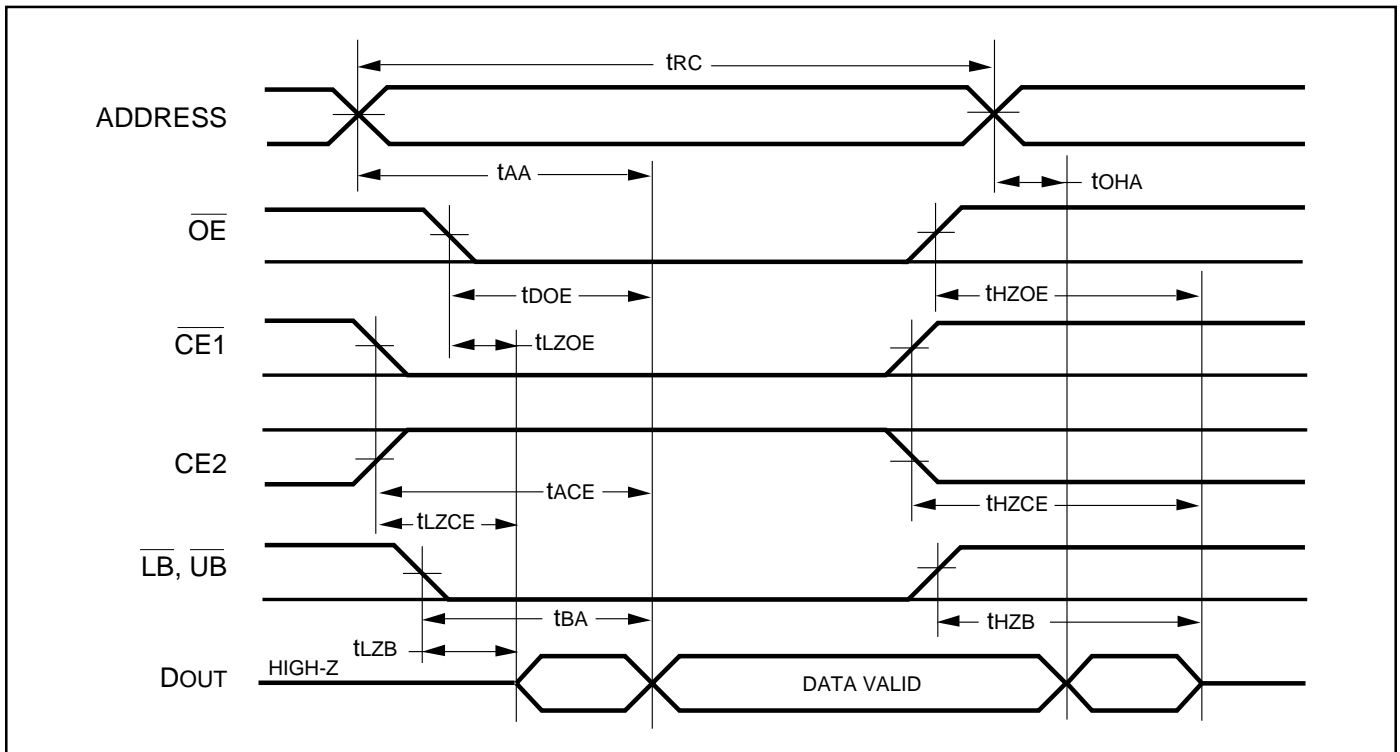 tRC
ADDRESS
tAA
tOHA
OE
tDOE
tHZOE
CE1
tLZOE
CE2
tACE
tHZCE
tLZCE
LB, UB
tBA
tHZB
tLZB
DOUT
HIGH-Z
DATA VALID